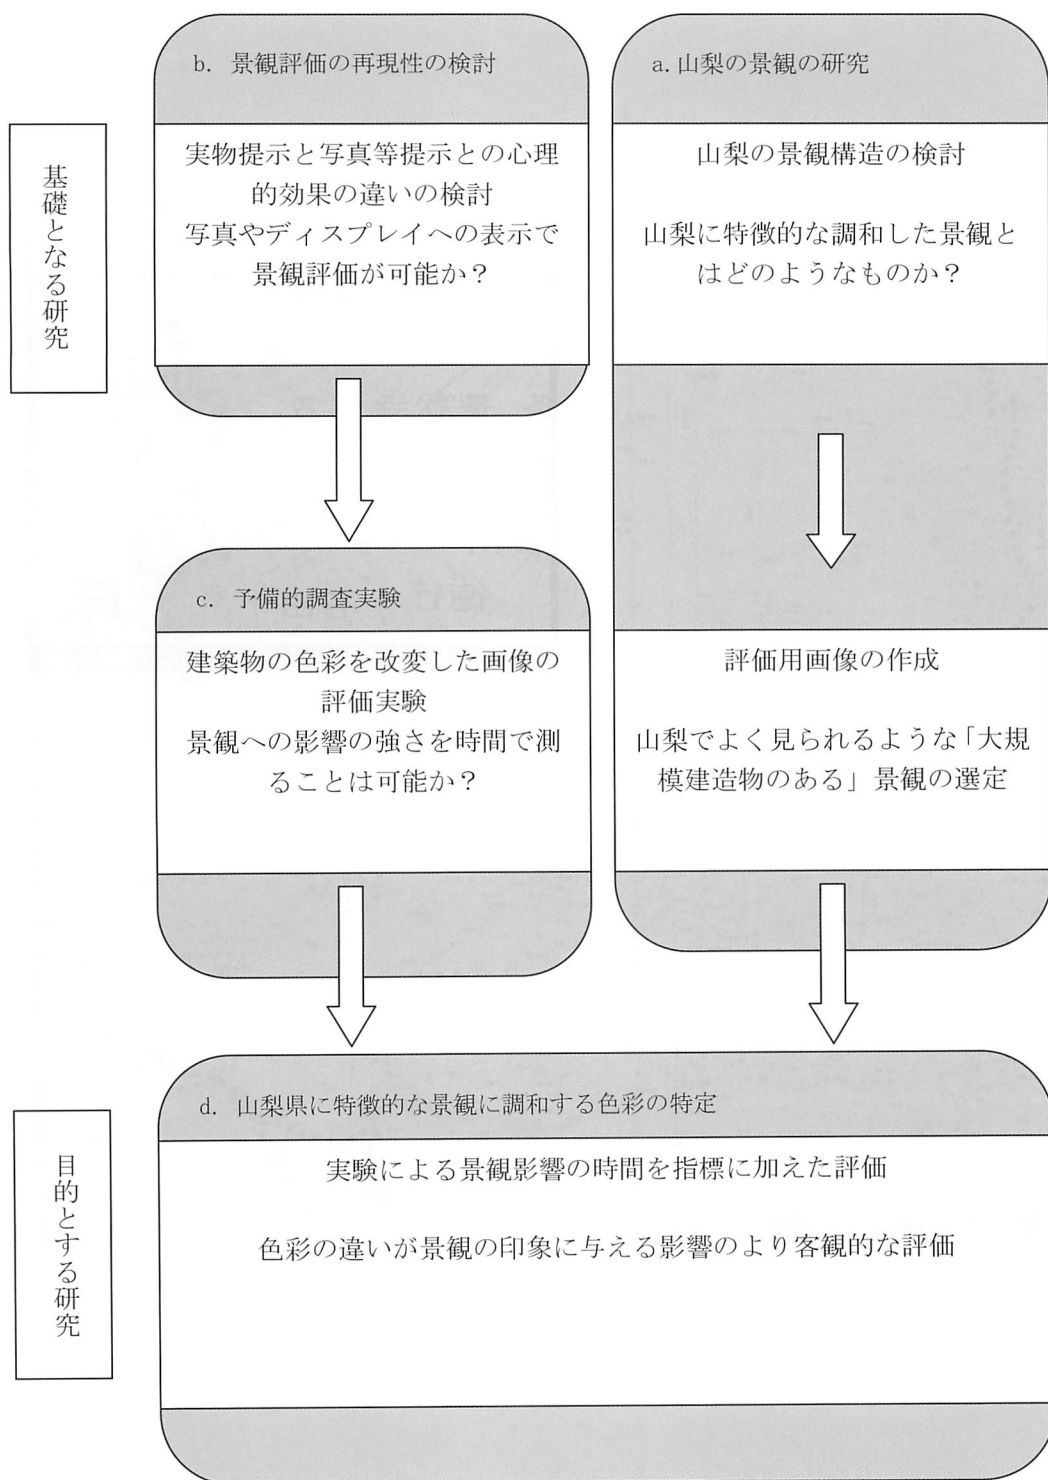 基礎となる研究
b. 景観評価の再現性の検討
実物提示と写真等提示との心理
的効果の違いの検討
写真やディスプレイへの表示で
景観評価が可能か？
a. 山梨の景観の研究
山梨の景観構造の検討
山梨に特徴的な調和した景観と
はどのようなものか？
c. 予備的調査実験
建築物の色彩を改変した画像の
評価実験
景観への影響の強さを時間で測
ることは可能か？
評価用画像の作成
山梨でよく見られるような「大規
模建造物のある」景観の選定
目的とする研究
d. 山梨県に特徴的な景観に調和する色彩の特定
実験による景観影響の時間を指標に加えた評価
色彩の違いが景観の印象に与える影響のより客観的な評価